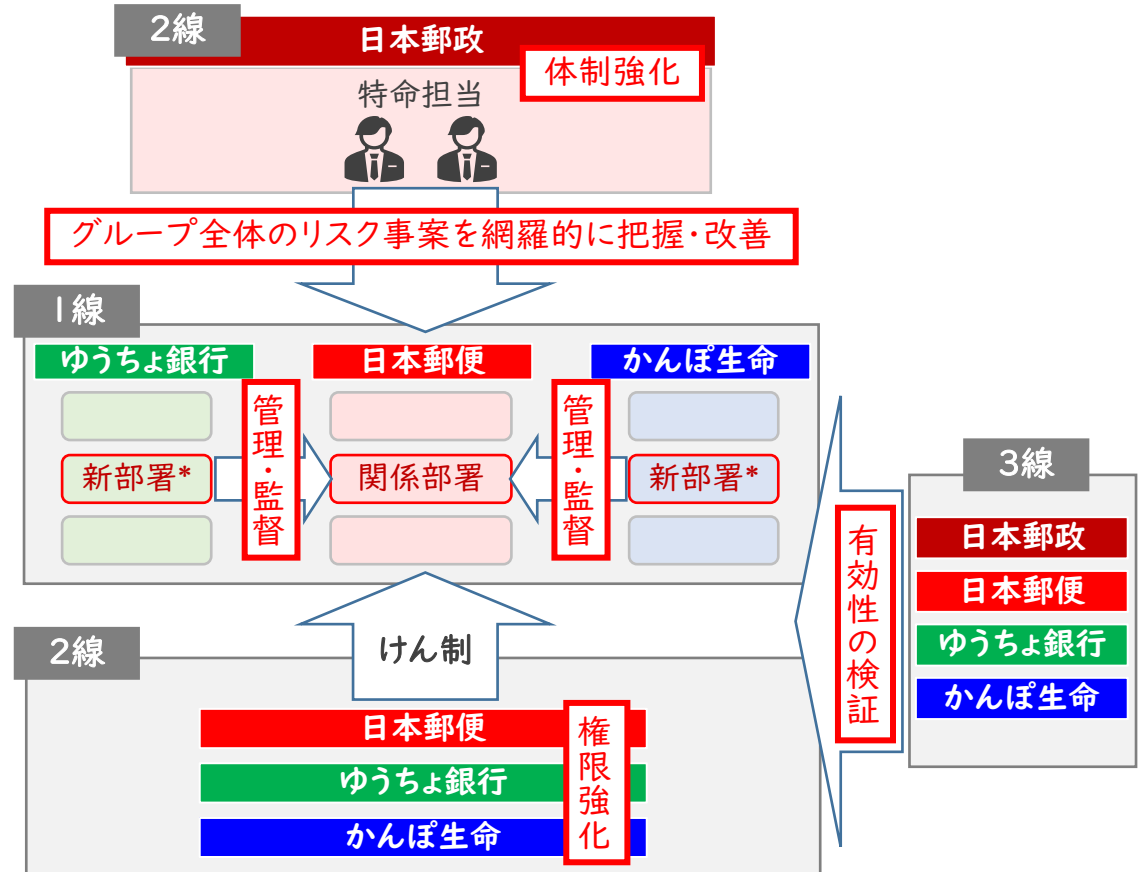 2線
日本郵政
体制強化
特命担当
グループ全体のリスク事案を網羅的に把握・改善
1線
ゆうちょ銀行
日本郵便
かんぽ生命
管理・監督
管理・監督
新部署*
関係部署
新部署*
けん制
2線
日本郵便
ゆうちょ銀行
かんぽ生命
権限強化
有効性の検証
3線
日本郵政
日本郵便
ゆうちょ銀行
かんぽ生命